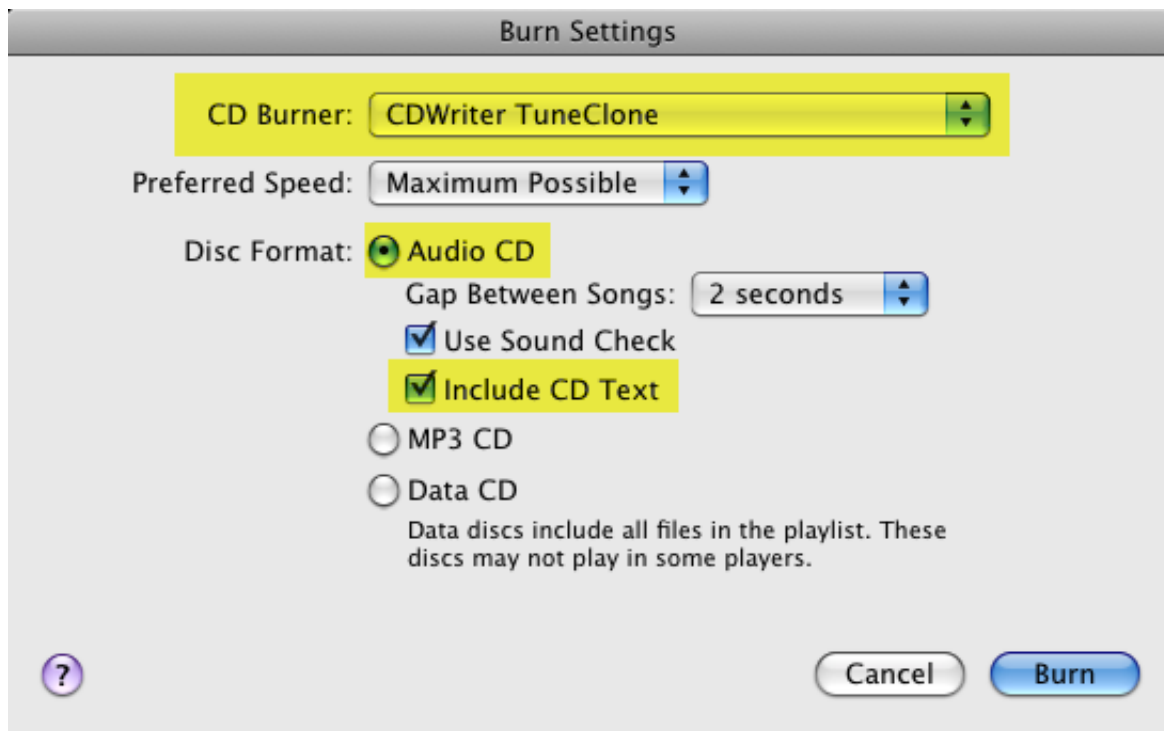 Burn Settings
CD Burner: CDWriter TuneClone
Preferred Speed: Maximum Possible
Disc Format: Audio CD
Gap Between Songs: 2 seconds
Use Sound Check
Include CD Text
MP3 CD
Data CD
Data discs include all files in the playlist. These
discs may not play in some players.
? Cancel Burn